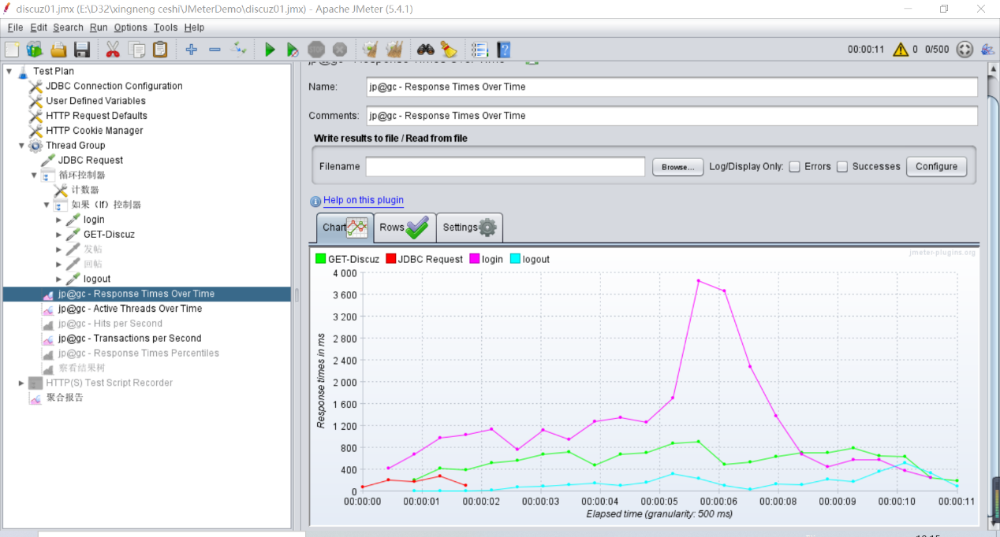 discuz01.jmx (E:\D32\xingneng ceshi\JMeterDemo\discuz01.jmx) - Apache JMeter (5.4.1)
File Edit Search Run Options Tools Help
00:00:11 0 0/500
Test Plan
JDBC Connection Configuration
User Defined Variables
HTTP Request Defaults
HTTP Cookie Manager
Thread Group
JDBC Request
循环控制器
计数器
如果（If）控制器
login
GET-Discuz
发帖
回帖
logout
jp@gc - Response Times Over Time
jp@gc - Active Threads Over Time
jp@gc - Hits per Second
jp@gc - Transactions per Second
jp@gc - Response Times Percentiles
察看结果树
HTTP(S) Test Script Recorder
聚合报告
jp@gc - Response Times Over Time
Name: jp@gc - Response Times Over Time
Comments: jp@gc - Response Times Over Time
Write results to file / Read from file
Filename Browse... Log/Display Only: Errors Successes Configure
Help on this plugin
Chart Rows Settings
jmeter-plugins.org
GET-Discuz JDBC Request login logout
4 000
3 600
3 200
2 800
2 400
2 000
1 600
1 200
800
400
0
Response times in ms
00:00:00 00:00:01 00:00:02 00:00:03 00:00:04 00:00:05 00:00:06 00:00:08 00:00:09 00:00:10 00:00:11
Elapsed time (granularity: 500 ms)